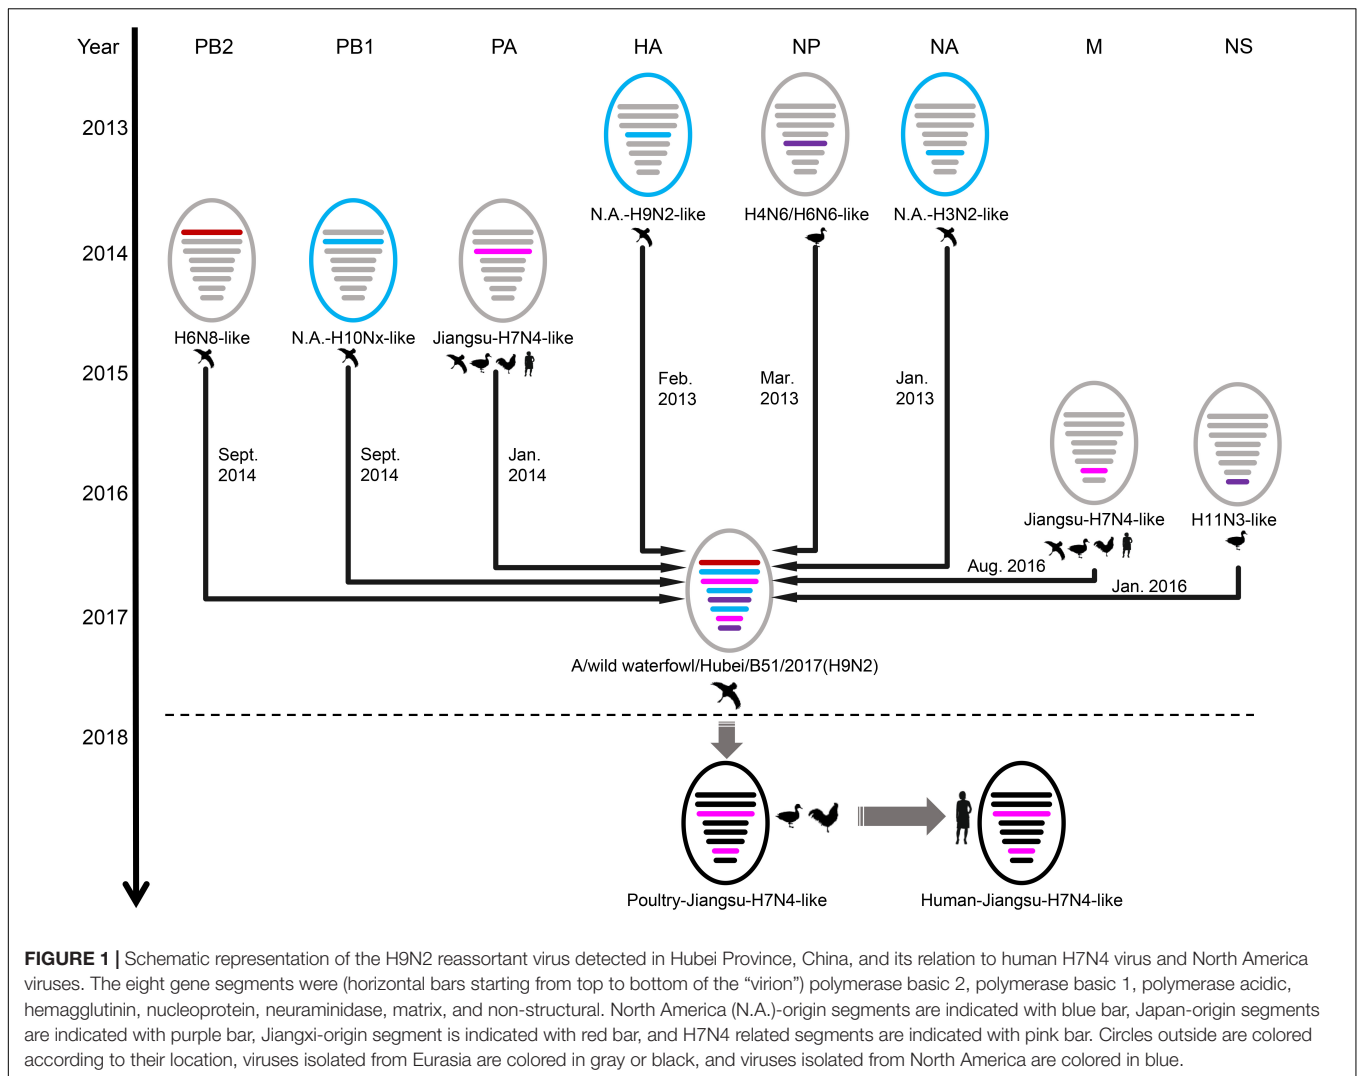 Year PB2 PB1 PA HA NP NA M NS
2013
N.A.-H9N2-like H4N6/H6N6-like N.A.-H3N2-like
2014
H6N8-like N.A.-H10Nx-like Jiangsu-H7N4-like
2015
Feb.
2013
Mar.
2013
Jan.
2013
Sept.
2014
Sept.
2014
Jan.
2014
2016
Jiangsu-H7N4-like H11N3-like
Aug. 2016
Jan. 2016
2017
A/wild waterfowl/Hubei/B51/2017(H9N2)
2018
Poultry-Jiangsu-H7N4-like Human-Jiangsu-H7N4-like
FIGURE 1 | Schematic representation of the H9N2 reassortant virus detected in Hubei Province, China, and its relation to human H7N4 virus and North America
viruses. The eight gene segments were (horizontal bars starting from top to bottom of the “virion”) polymerase basic 2, polymerase basic 1, polymerase acidic,
hemagglutinin, nucleoprotein, neuraminidase, matrix, and non-structural. North America (N.A.)-origin segments are indicated with blue bar, Japan-origin segments
are indicated with purple bar, Jiangxi-origin segment is indicated with red bar, and H7N4 related segments are indicated with pink bar. Circles outside are colored
according to their location, viruses isolated from Eurasia are colored in gray or black, and viruses isolated from North America are colored in blue.